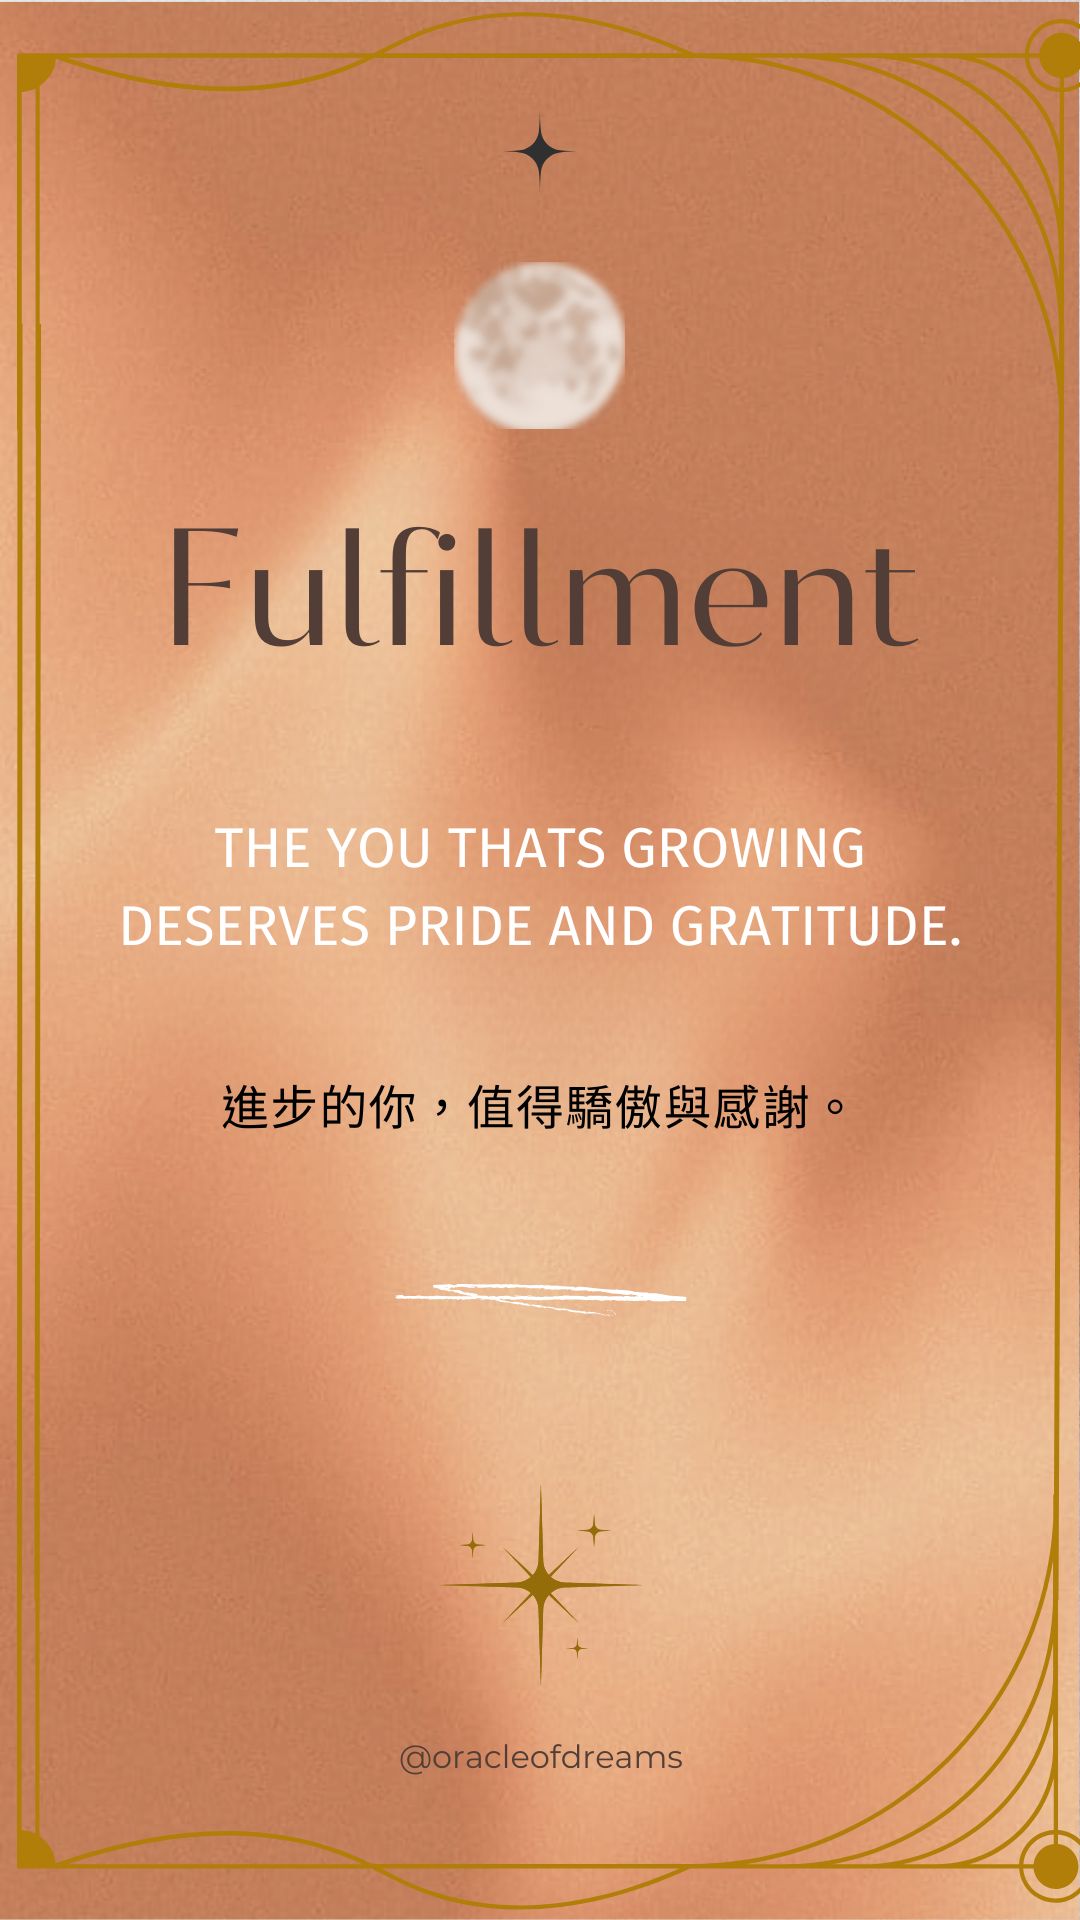 Fulfillment
THE YOU THATS GROWING
DESERVES PRIDE AND GRATITUDE.
進步的你，值得驕傲與感謝。
@oracleofdreams